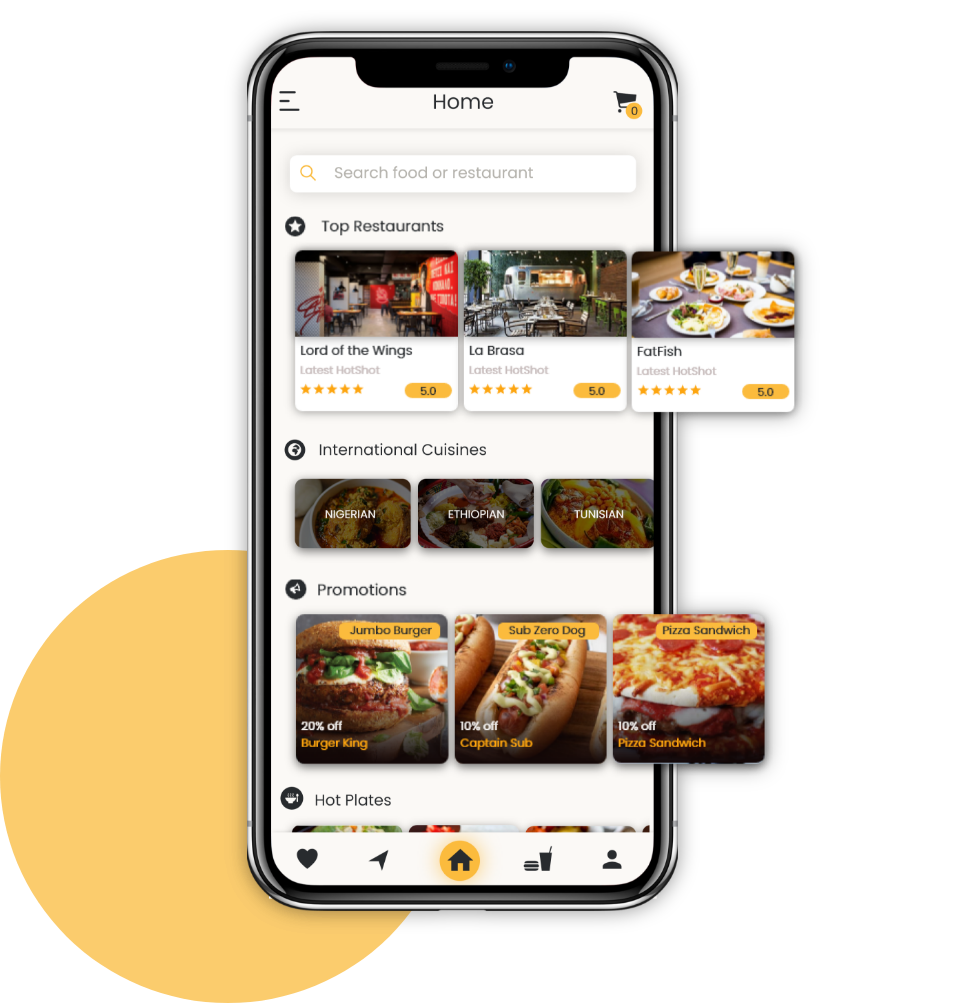 Home
0
Search food or restaurant
Top Restaurants
Lord of the Wings
Latest HotShot
5.0
La Brasa
Latest HotShot
5.0
FatFish
Latest HotShot
5.0
International Cuisines
NIGERIAN
ETHIOPIAN
TUNISIAN
Promotions
Jumbo Burger
20% off
Burger King
Sub Zero Dog
10% off
Captain Sub
Pizza Sandwich
10% off
Pizza Sandwich
Hot Plates